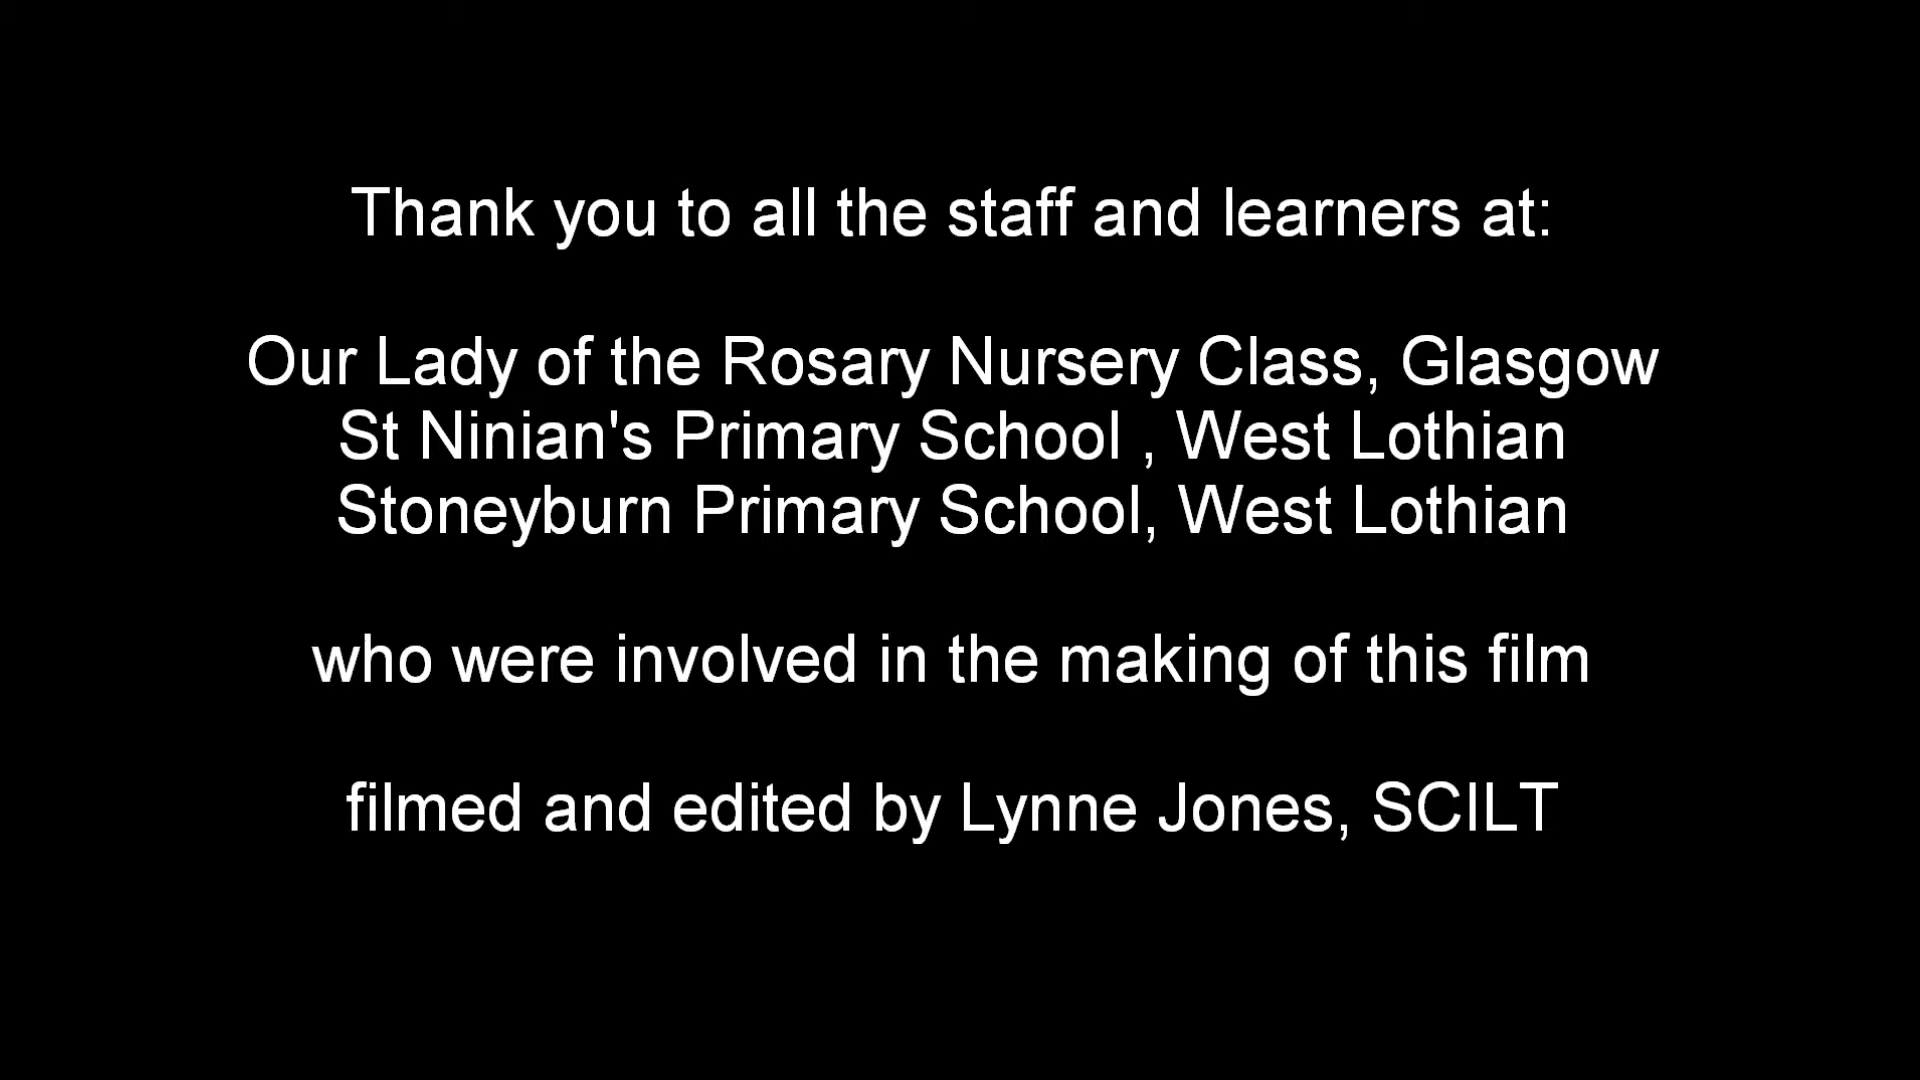 Thank you to all the staff and learners at:
Our Lady of the Rosary Nursery Class, Glasgow
St Ninian's Primary School , West Lothian
Stoneyburn Primary School, West Lothian
who were involved in the making of this film
filmed and edited by Lynne Jones, SCILT